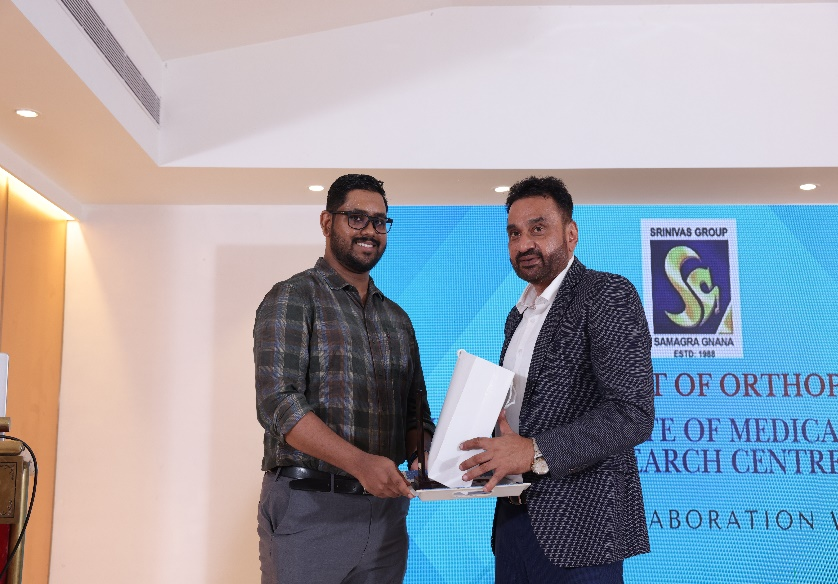 SRINIVAS GROUP
SAMAGRA GNANA
ESTD: 1988
T OF ORTHOP
TE OF MEDICA
EARCH CENTRE
ABORATION